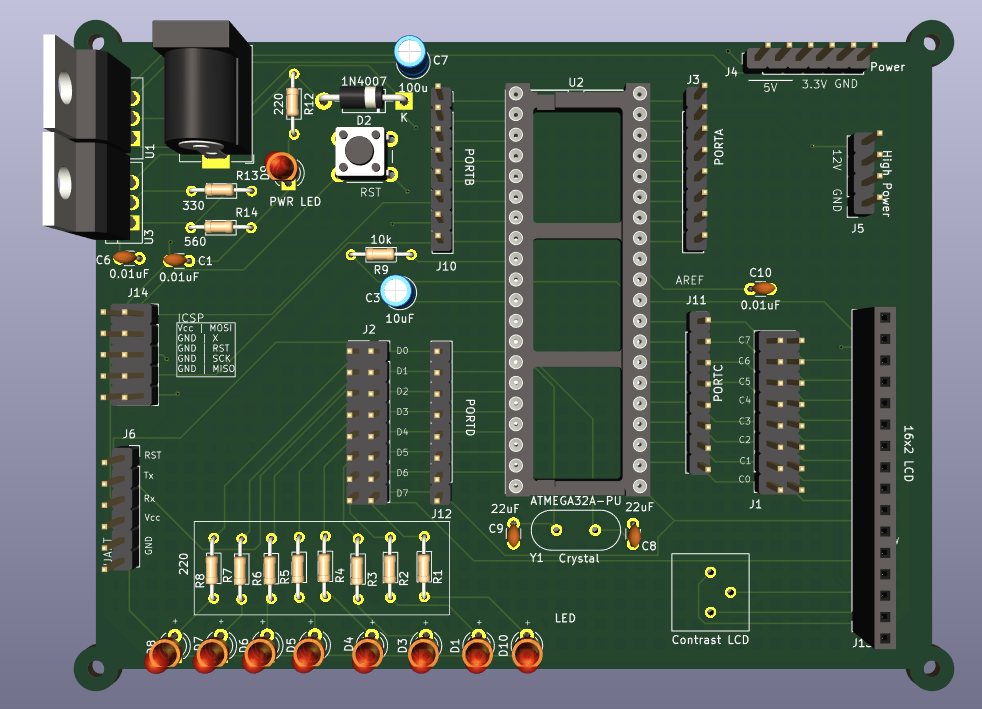 C7
100u
1N4007
K
D2
RST
220
R12
PWR LED
U1
U3
R13
330
R14
560
C6
0.01uF
C1
0.01uF
10k
R9
C3
10uF
J10
PORTB
U2
J3
PORTA
J4
5V
3.3V
GND
Power
12V
GND
High Power
J5
AREF
C10
0.01uF
J14
ICSP
Vcc | MOSI
GND | X
GND | RST
GND | SCK
GND | MISO
J2
D0
D1
D2
D3
D4
D5
D6
D7
PORTD
J12
J11
PORTC
C7
C6
C5
C4
C3
C2
C1
C0
J1
16x2 LCD
J6
RST
Tx
Rx
Vcc
GND
ATMEGA32A-PU
22uF
C9
22uF
C8
Y1
Crystal
220
R8
R7
R6
R5
R4
R3
R2
R1
LED
Contrast LCD
+ + + + + + + +
D7
D6
D5
D4
D3
D1
D10